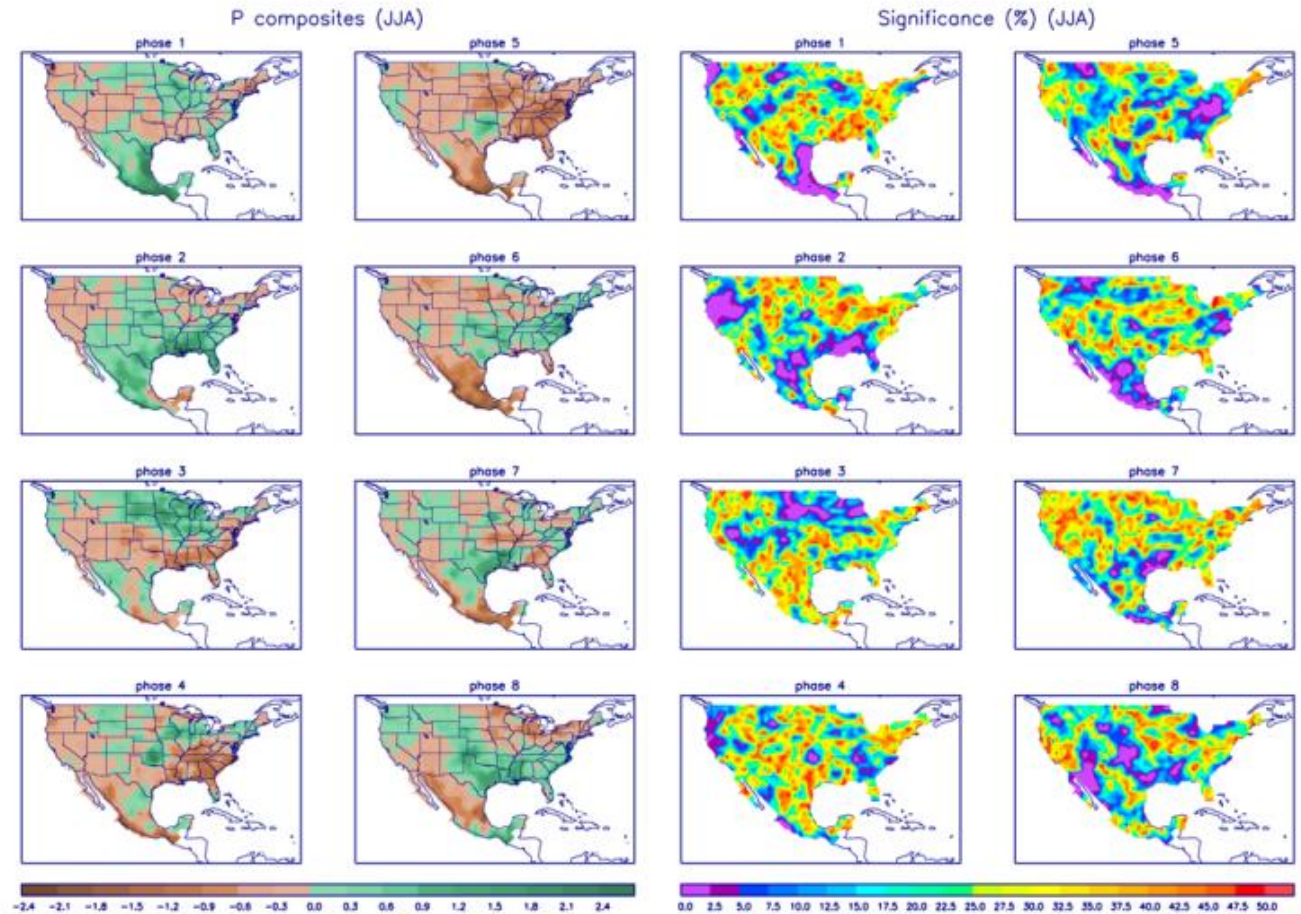 P composites (JJA) Significance (%) (JJA)
phase 1 phase 5 phase 1 phase 5
phase 2 phase 6 phase 2 phase 6
phase 3 phase 7 phase 3 phase 7
phase 4 phase 8 phase 4 phase 8
-2.4 -2.1 -1.8 -1.5 -1.2 -0.9 -0.6 -0.3 0.0 0.3 0.6 0.9 1.2 1.5 1.8 2.1 2.4 0.0 2.5 5.0 7.5 10.0 12.5 15.0 17.5 20.0 22.5 25.0 27.5 30.0 32.5 35.0 37.5 40.0 42.5 45.0 47.5 50.0